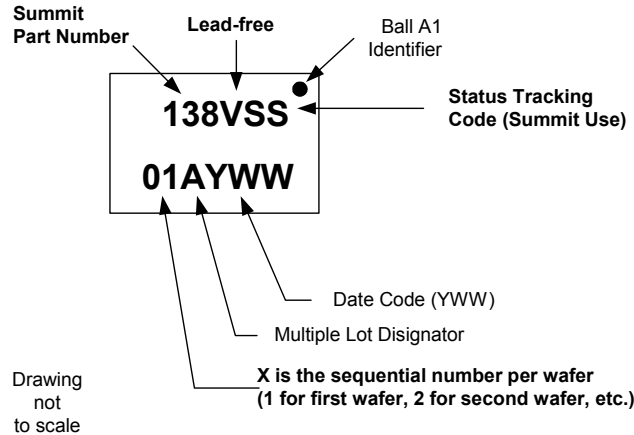 Summit
Part Number
Lead-free
Ball A1
Identifier
138VSS
Status Tracking
Code (Summit Use)
01AYWW
Date Code (YWW)
Multiple Lot Disignator
X is the sequential number per wafer
(1 for first wafer, 2 for second wafer, etc.)
Drawing
not
to scale